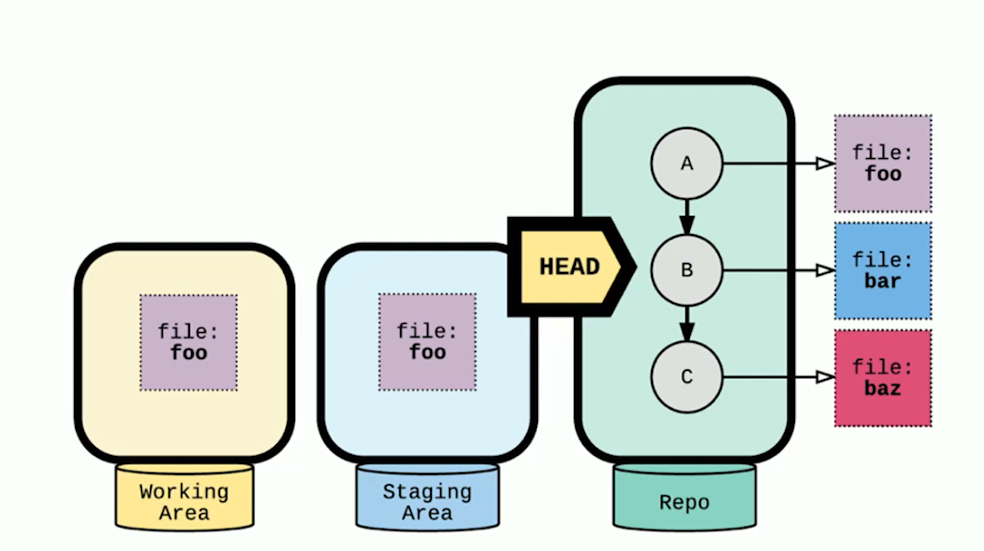 A
file:
foo
HEAD
B
file:
bar
file:
foo
file:
foo
C
file:
baz
Working
Area
Staging
Area
Repo